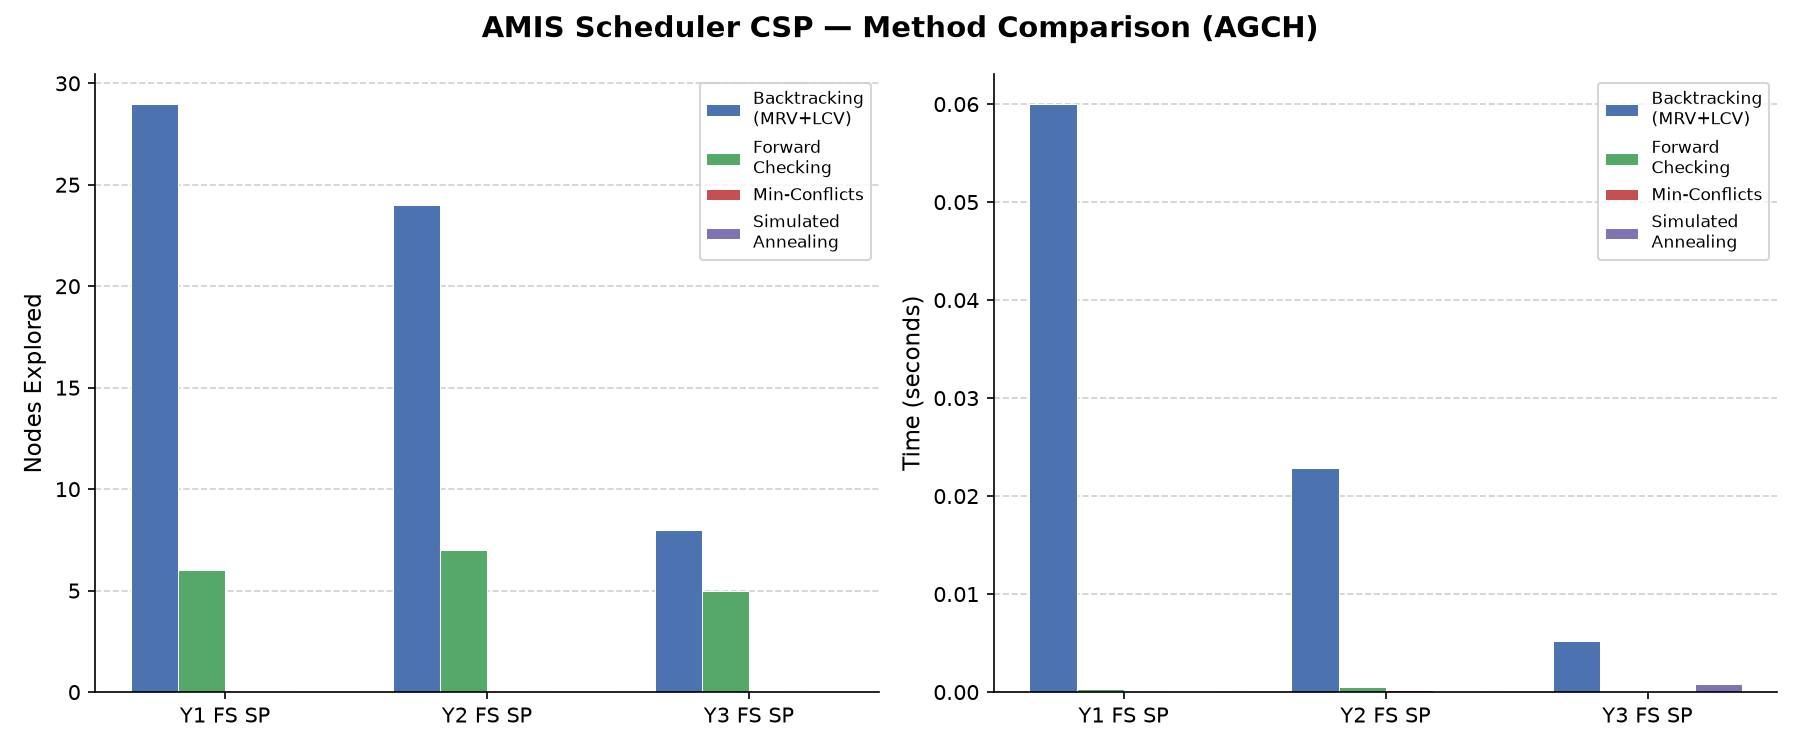 AMIS Scheduler CSP — Method Comparison (AGCH)
Nodes Explored
30
25
20
15
10
5
0
Y1 FS SP
Y2 FS SP
Y3 FS SP
Backtracking
(MRV+LCV)
Forward
Checking
Min-Conflicts
Simulated
Annealing
Time (seconds)
0.06
0.05
0.04
0.03
0.02
0.01
0.00
Y1 FS SP
Y2 FS SP
Y3 FS SP
Backtracking
(MRV+LCV)
Forward
Checking
Min-Conflicts
Simulated
Annealing